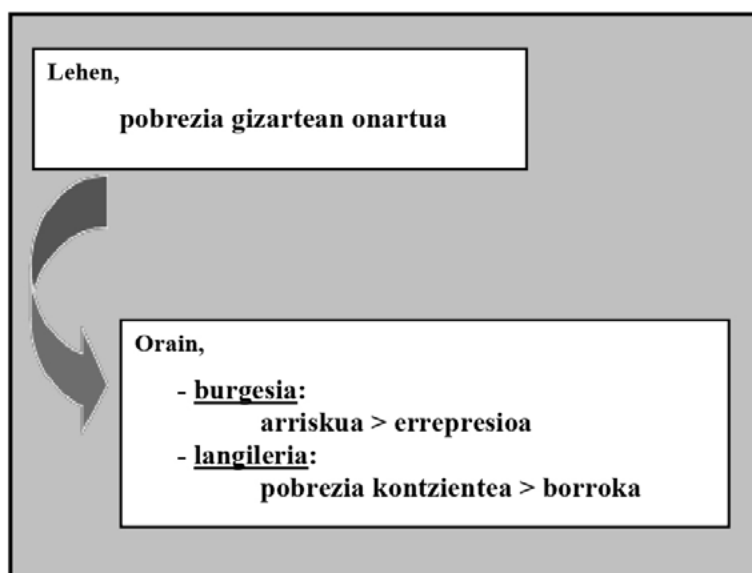 Lehen,
pobrezia gizartean onartua
Orain,
- burgesia:
arriskua > errepresioa
- langileria:
pobrezia kontzientea > borroka